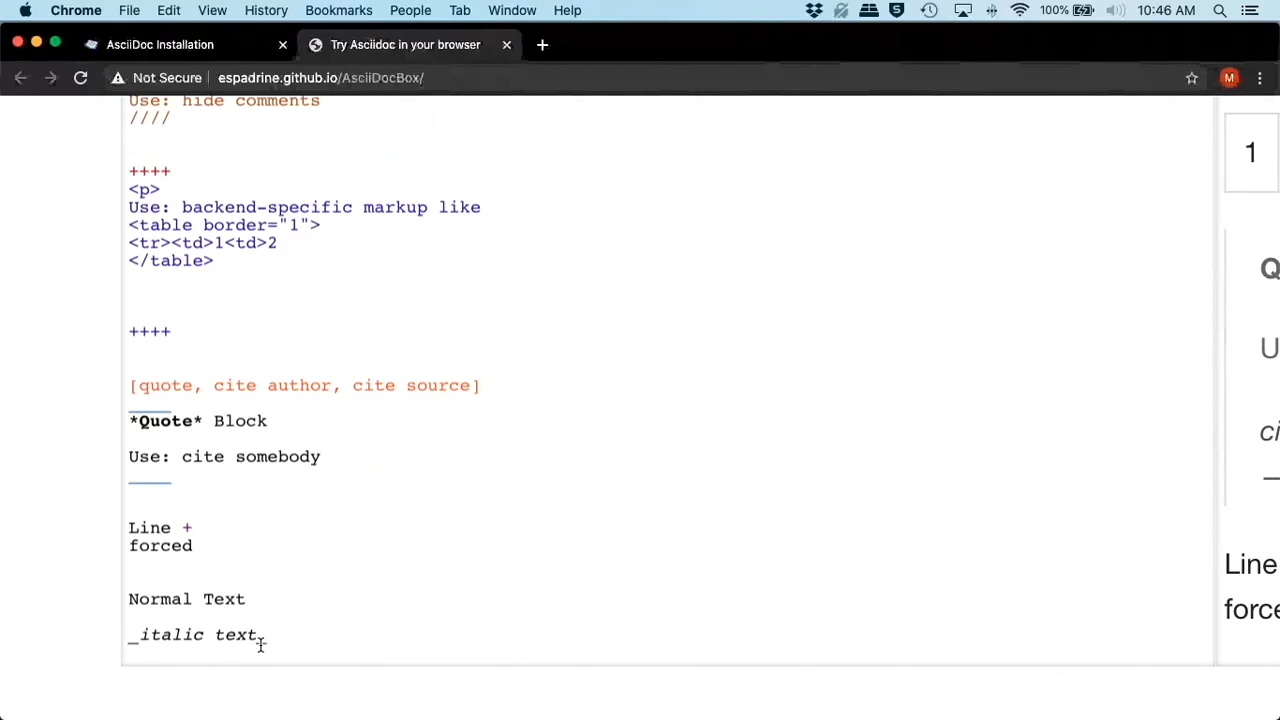 Chrome File Edit View History Bookmarks People Tab Window Help 100% 10:46 AM
AsciiDoc Installation Try Asciidoc in your browser
Not Secure espadrine.github.io/AsciiDocBox/ M
Use: hide comments
////
++++
<p>
Use: backend-specific markup like
<table border="1">
<tr><td>1<td>2
</table>
++++
[quote, cite author, cite source]
____
*Quote* Block
Use: cite somebody
____
Line +
forced
Normal Text
_italic text
1
Q
U
ci
—
Line
force